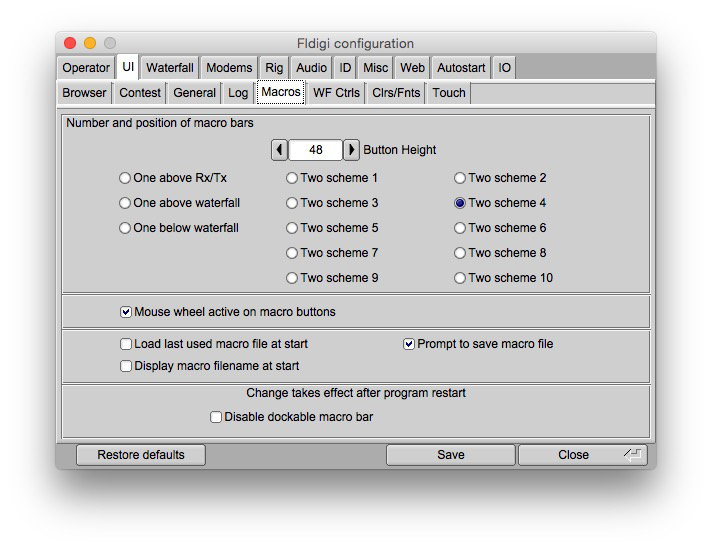 Fldigi configuration
Operator UI Waterfall Modems Rig Audio ID Misc Web Autostart IO
Browser Contest General Log Macros WF Ctrls Clrs/Fnts Touch
Number and position of macro bars
48 Button Height
One above Rx/Tx Two scheme 1 Two scheme 2
One above waterfall Two scheme 3 Two scheme 4
One below waterfall Two scheme 5 Two scheme 6
Two scheme 7 Two scheme 8
Two scheme 9 Two scheme 10
Mouse wheel active on macro buttons
Load last used macro file at start Prompt to save macro file
Display macro filename at start
Change takes effect after program restart
Disable dockable macro bar
Restore defaults Save Close